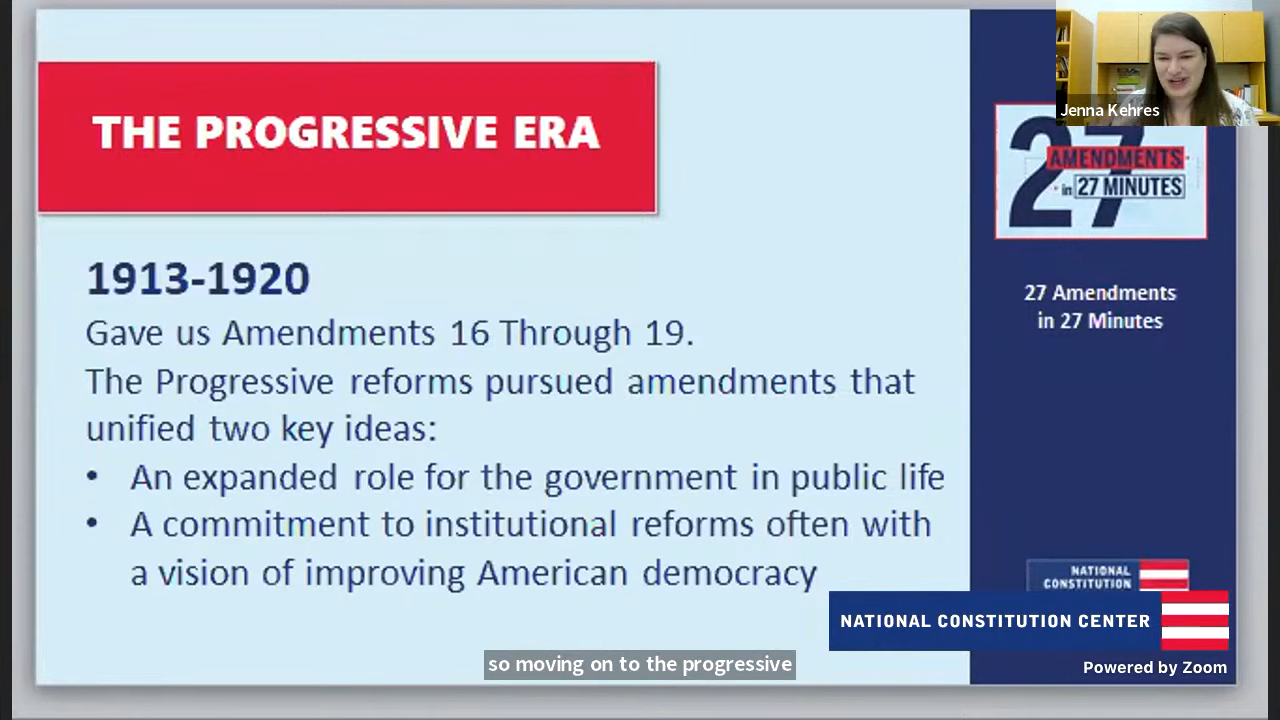 THE PROGRESSIVE ERA
1913-1920
Gave us Amendments 16 Through 19.
The Progressive reforms pursued amendments that
unified two key ideas:
• An expanded role for the government in public life
• A commitment to institutional reforms often with
a vision of improving American democracy
Jenna Kehres
27
AMENDMENTS
in 27 MINUTES
27 Amendments
in 27 Minutes
NATIONAL
CONSTITUTION
NATIONAL CONSTITUTION CENTER
so moving on to the progressive
Powered by Zoom